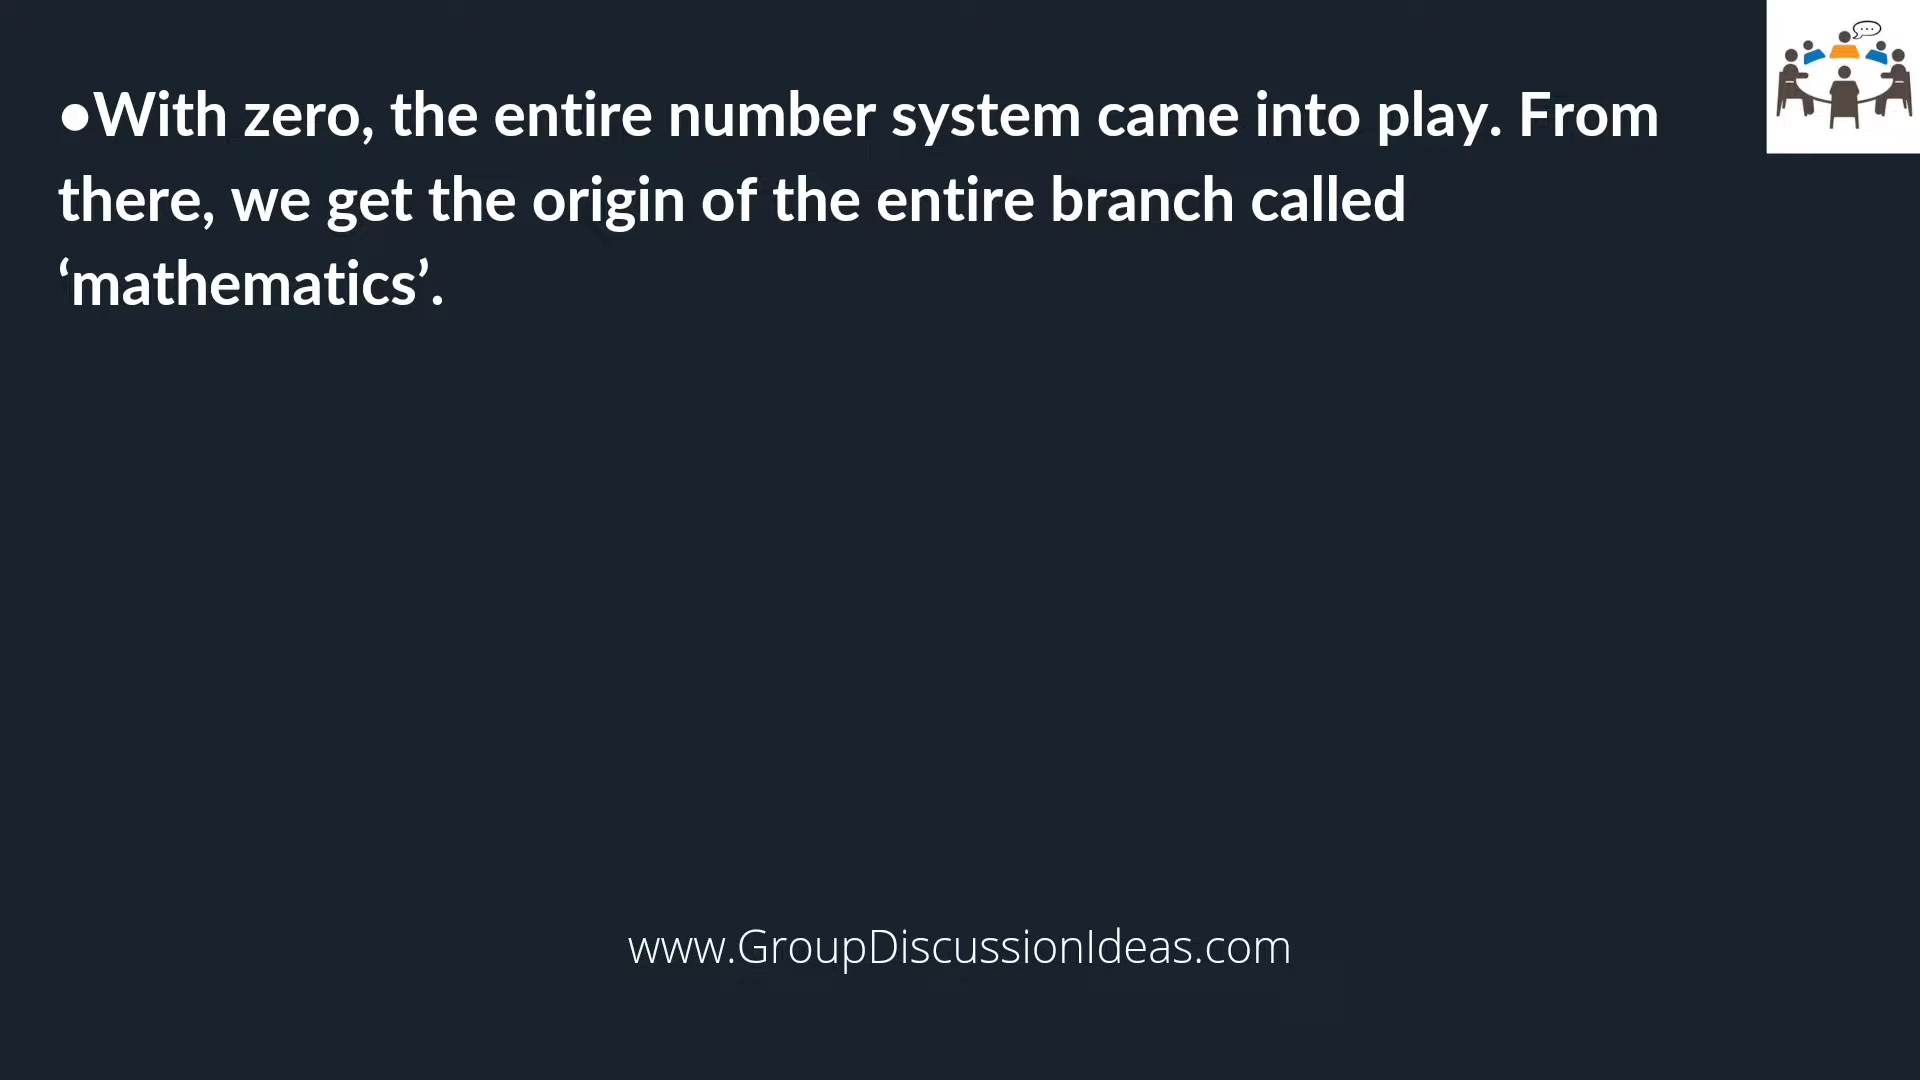 ●With zero, the entire number system came into play. From
there, we get the origin of the entire branch called
‘mathematics’.
www.GroupDiscussionIdeas.com